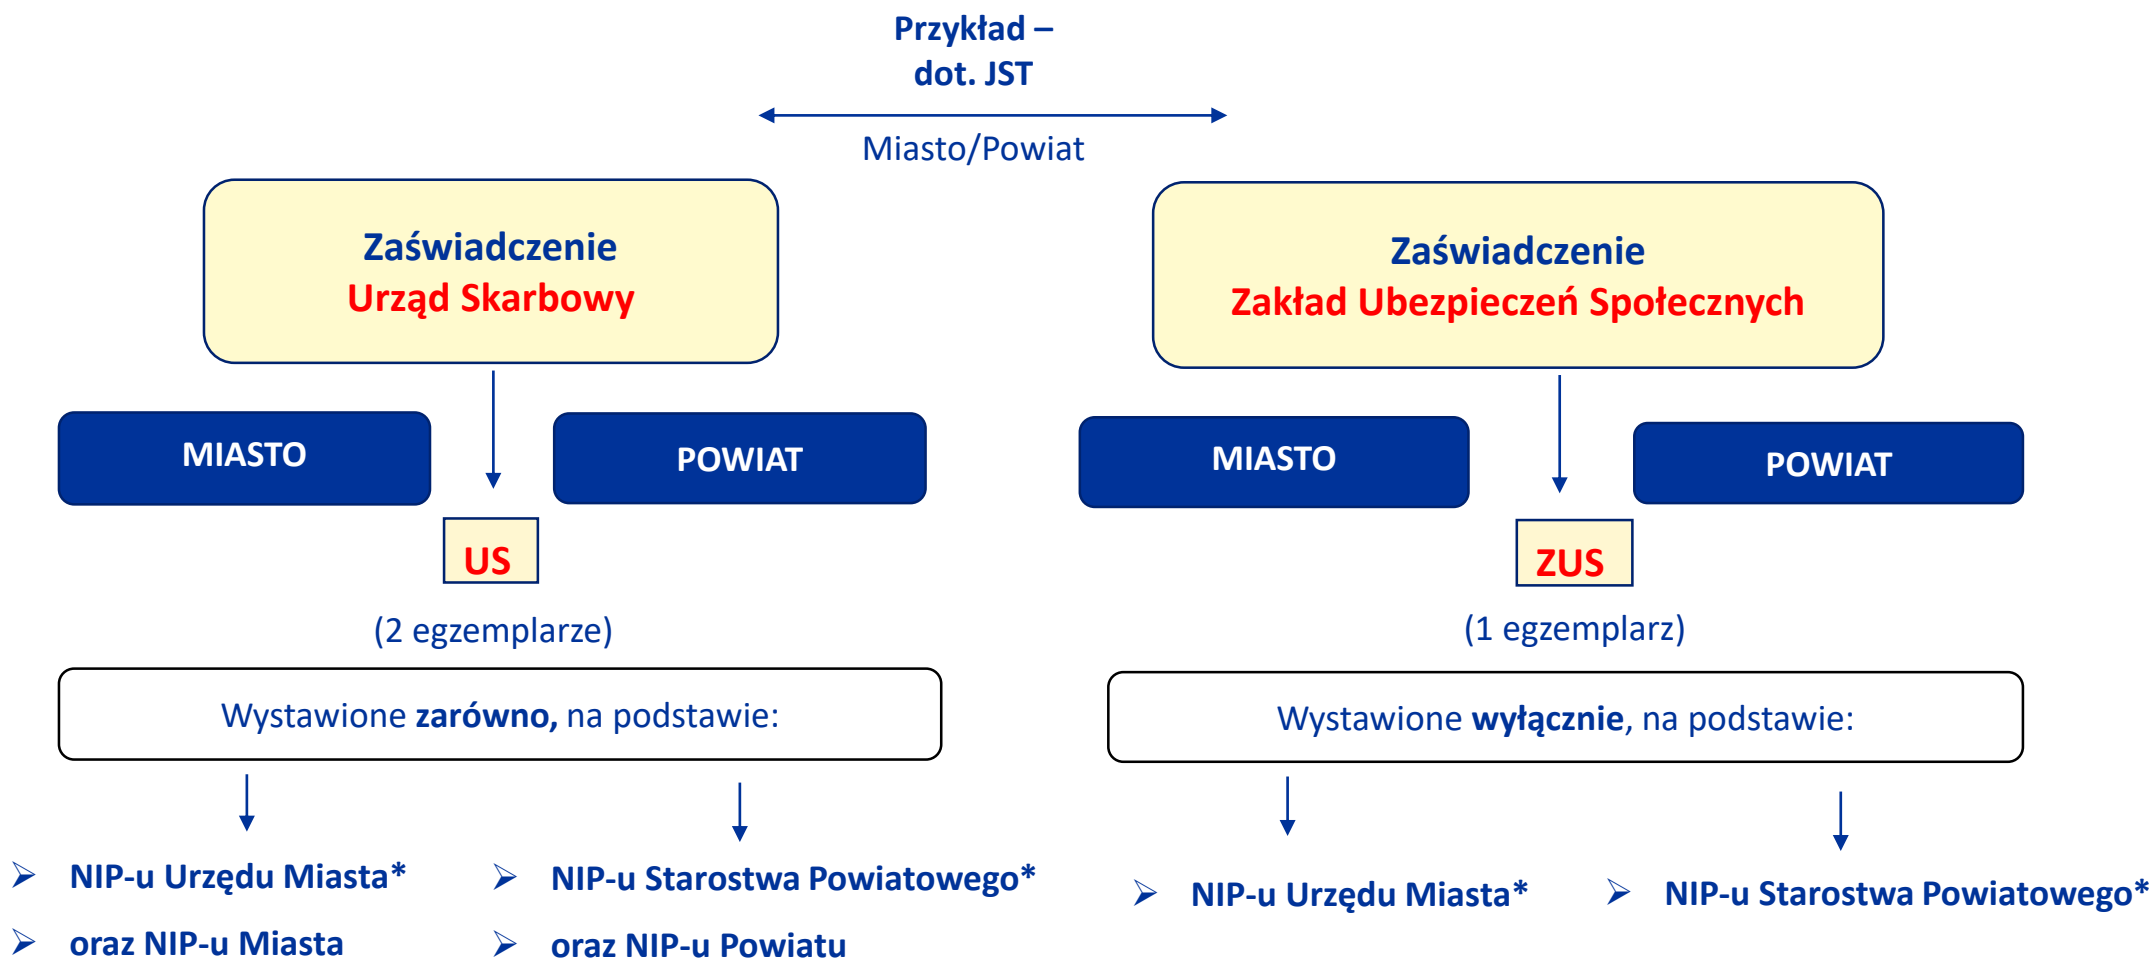 Przykład –
dot. JST
Miasto/Powiat
Zaświadczenie
Urząd Skarbowy
MIASTO
POWIAT
US
(2 egzemplarze)
Wystawione zarówno, na podstawie:
➢ NIP-u Urzędu Miasta*
➢ oraz NIP-u Miasta
➢ NIP-u Starostwa Powiatowego*
➢ oraz NIP-u Powiatu
Zaświadczenie
Zakład Ubezpieczeń Społecznych
MIASTO
POWIAT
ZUS
(1 egzemplarz)
Wystawione wyłącznie, na podstawie:
➢ NIP-u Urzędu Miasta*
➢ NIP-u Starostwa Powiatowego*